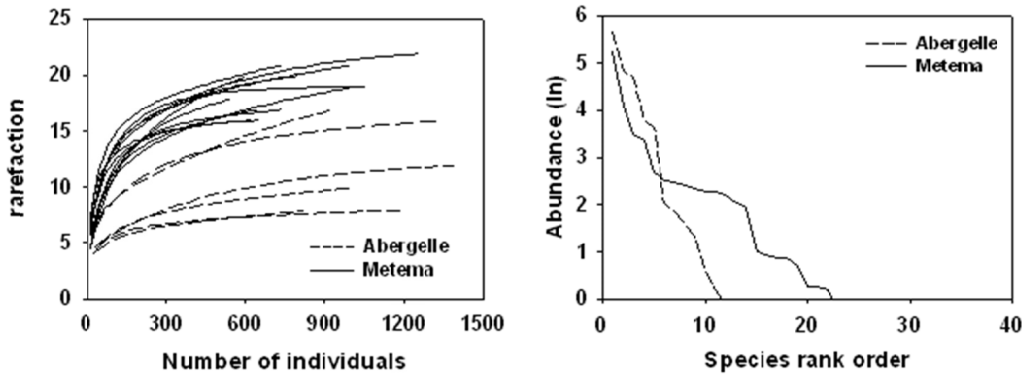 25
20
15
10
5
0
rarefaction
Abergelle
Metema
0 300 600 900 1200 1500
Number of individuals
6
5
4
3
2
1
0
Abundance (ln)
Abergelle
Metema
0 10 20 30 40
Species rank order